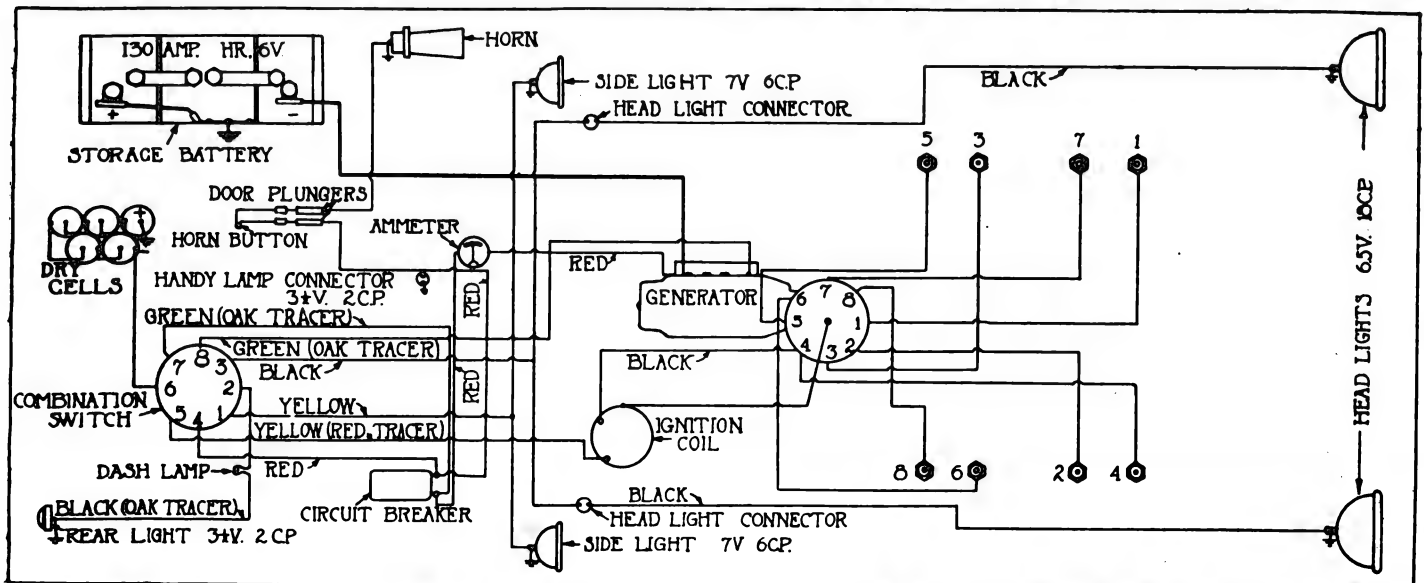 130 AMP. HR. 6V
+
-
STORAGE BATTERY
HORN
SIDE LIGHT 7V 6C.P
HEAD LIGHT CONNECTOR
BLACK
5 3 7 1
DOOR PLUNGERS
HORN BUTTON
AMMETER
+
-
DRY
CELLS
HANDY LAMP CONNECTOR
3½V. 2 C.P.
RED
RED
GENERATOR
GREEN (OAK TRACER)
GREEN (OAK TRACER)
BLACK
RED
BLACK
7 8 3
6 2
5 4 1
6 7 8
5 1
4 3 2
COMBINATION
SWITCH
YELLOW
YELLOW (RED TRACER)
IGNITION
COIL
DASH LAMP
RED
CIRCUIT BREAKER
8 6 2 4
BLACK (OAK TRACER)
REAR LIGHT 3½V. 2 C.P
BLACK
HEAD LIGHT CONNECTOR
SIDE LIGHT 7V 6C.P.
HEAD LIGHTS 6.5V. 18C.P.